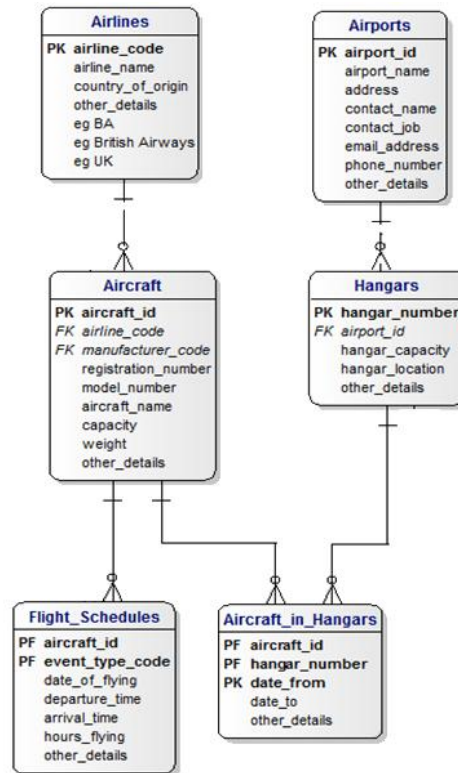 Airlines
PK airline_code
airline_name
country_of_origin
other_details
eg BA
eg British Airways
eg UK
Airports
PK airport_id
airport_name
address
contact_name
contact_job
email_address
phone_number
other_details
Aircraft
PK aircraft_id
FK airline_code
FK manufacturer_code
registration_number
model_number
aircraft_name
capacity
weight
other_details
Hangars
PK hangar_number
FK airport_id
hangar_capacity
hangar_location
other_details
Flight_Schedules
PF aircraft_id
PF event_type_code
date_of_flying
departure_time
arrival_time
hours_flying
other_details
Aircraft_in_Hangars
PF aircraft_id
PF hangar_number
PK date_from
date_to
other_details